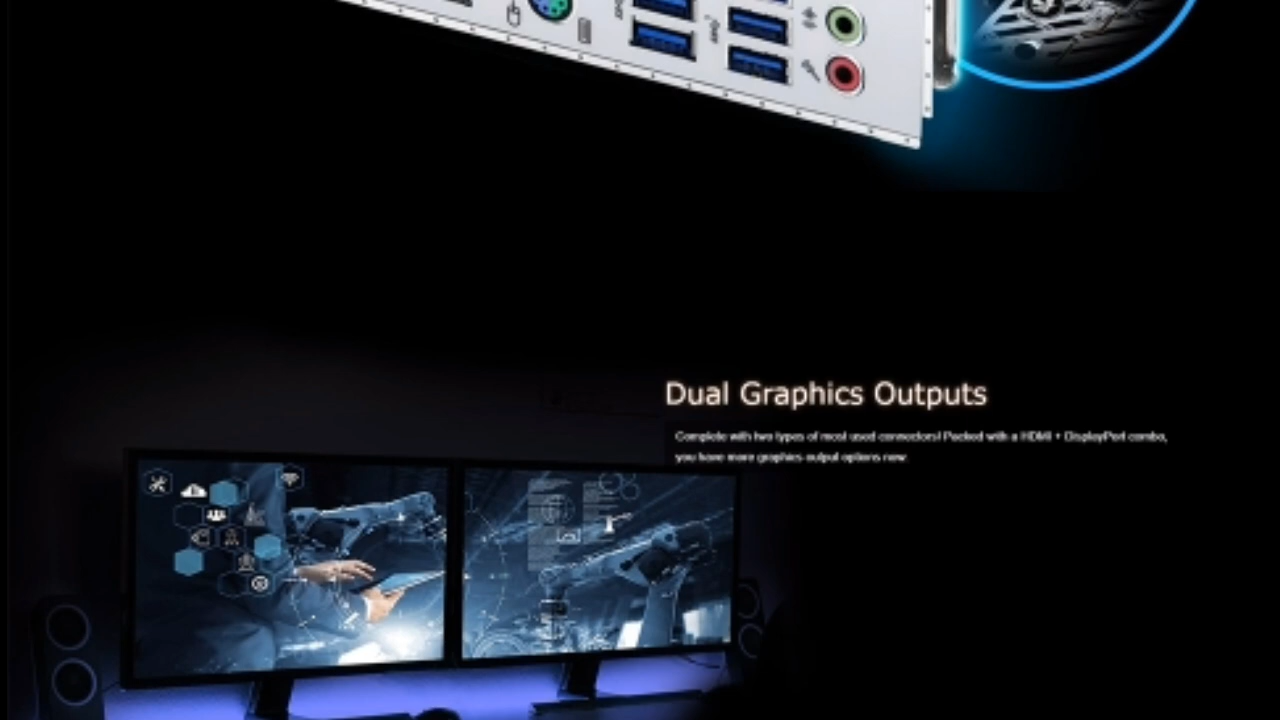 Dual Graphics Outputs
Complete with two types of most used connectors! Packed with a HDMI + DisplayPort combo,
you have more graphics output options now.